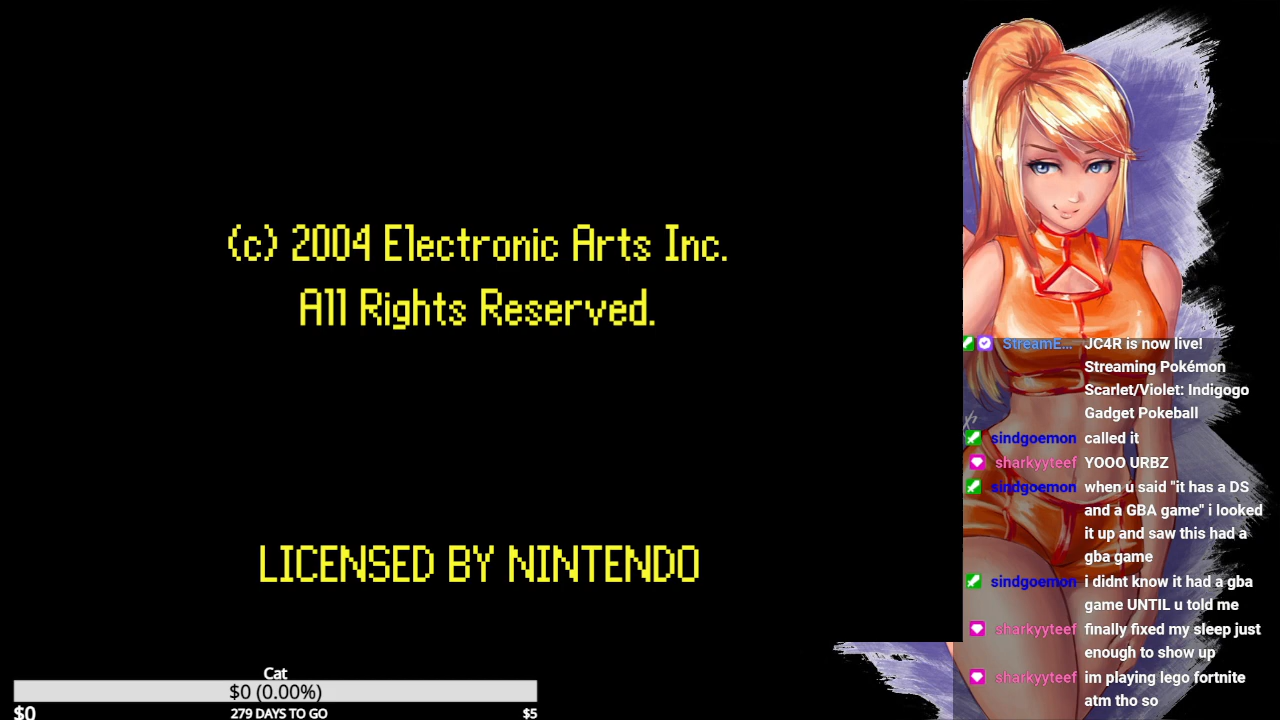 (c) 2004 Electronic Arts Inc.
All Rights Reserved.
LICENSED BY NINTENDO
StreamE... JC4R is now live!
Streaming Pokémon
Scarlet/Violet: Indigogo
Gadget Pokeball
sindgoemon called it
sharkyyteef YOOO URBZ
sindgoemon when u said "it has a DS
and a GBA game" i looked
it up and saw this had a
gba game
sindgoemon i didnt know it had a gba
game UNTIL u told me
sharkyyteef finally fixed my sleep just
enough to show up
sharkyyteef im playing lego fortnite
atm tho so
Cat
$0 (0.00%)
$0 279 DAYS TO GO $5